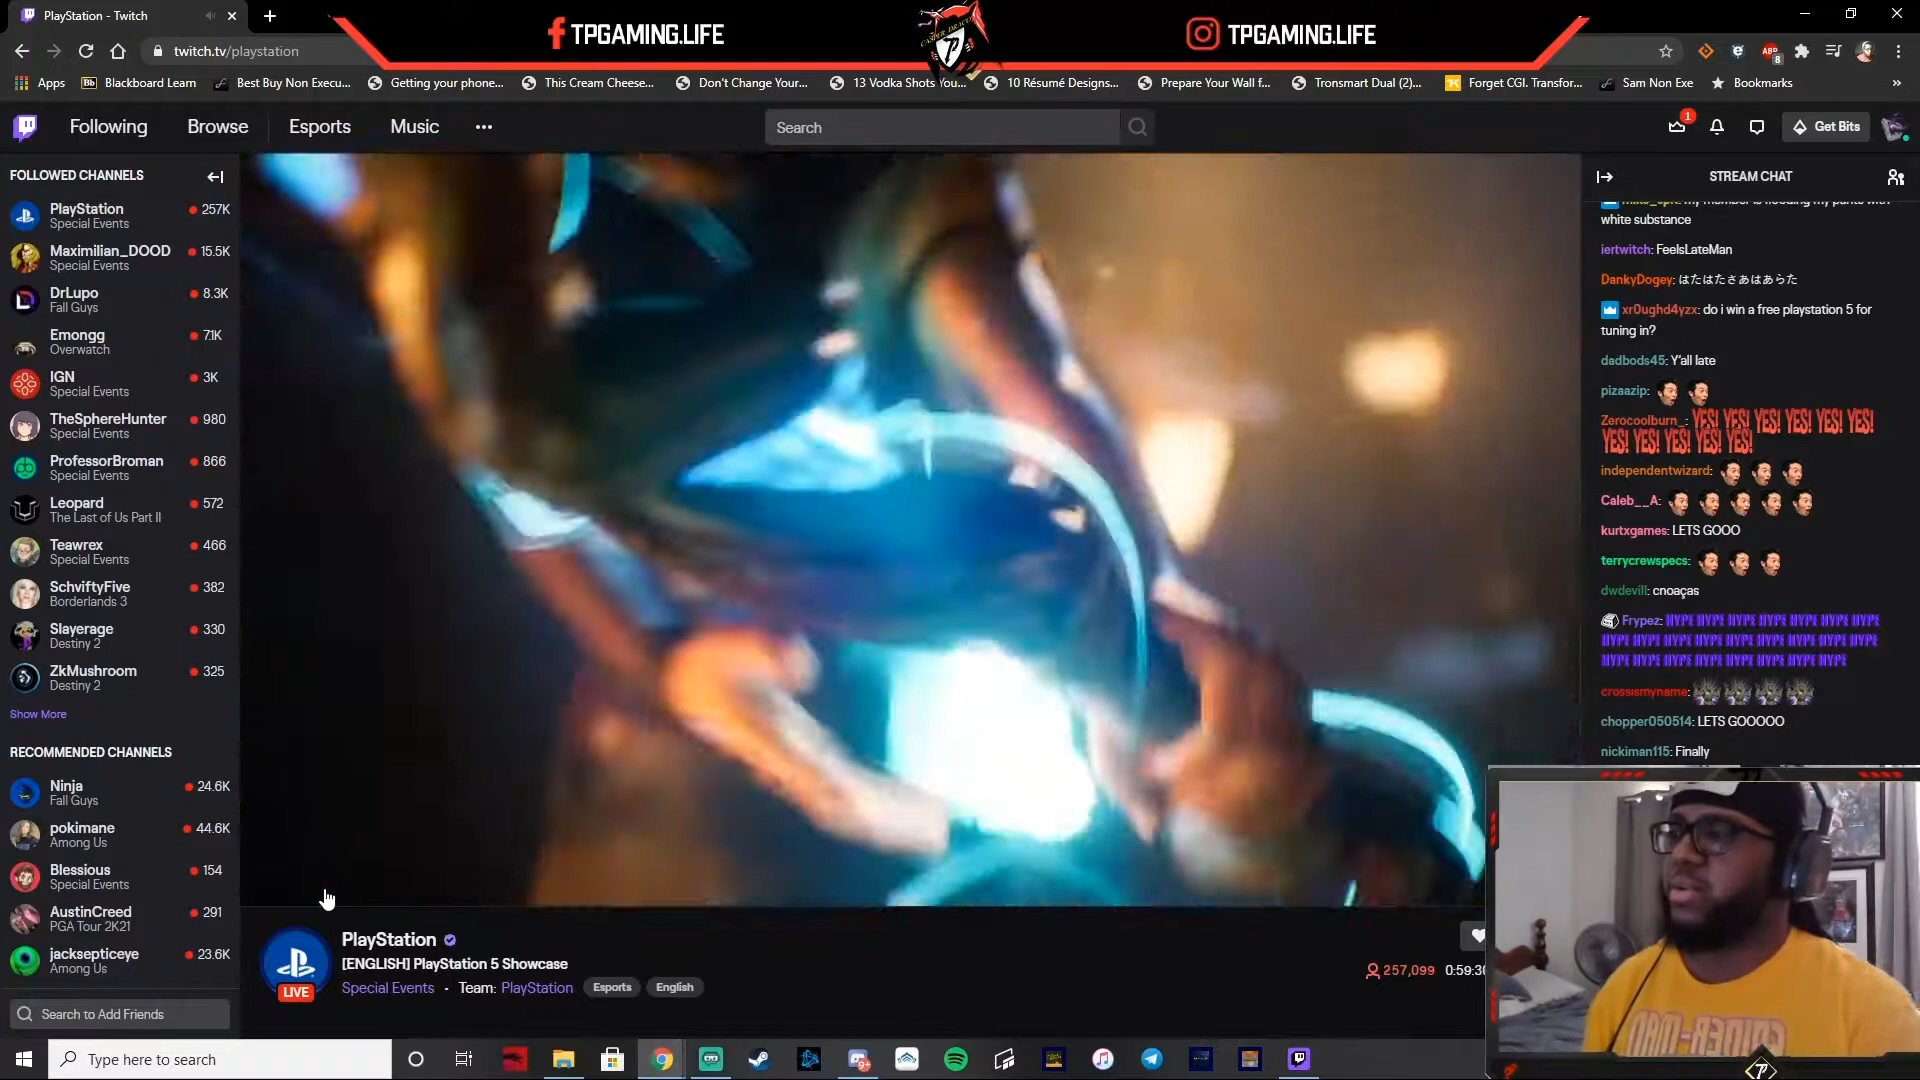 PlayStation - Twitch
TPGAMING.LIFE
TPGAMING.LIFE
twitch.tv/playstation
Apps
Blackboard Learn
Best Buy Non Execu...
Getting your phone...
This Cream Cheese...
Don't Change Your...
13 Vodka Shots You...
10 Résumé Designs...
Prepare Your Wall f...
Tronsmart Dual (2)...
Forget CGI. Transfor...
Sam Non Exe
Bookmarks
Following
Browse
Esports
Music
Search
1
Get Bits
FOLLOWED CHANNELS
PlayStation 257K
Special Events
Maximilian_DOOD 15.5K
Special Events
DrLupo 8.3K
Fall Guys
Emongg 7.1K
Overwatch
IGN 3K
Special Events
TheSphereHunter 980
Special Events
ProfessorBroman 866
Special Events
Leopard 572
The Last of Us Part II
Teawrex 466
Special Events
SchviftyFive 382
Borderlands 3
Slayerage 330
Destiny 2
ZkMushroom 325
Destiny 2
Show More
RECOMMENDED CHANNELS
Ninja 24.6K
Fall Guys
pokimane 44.6K
Among Us
Blessious 154
Special Events
AustinCreed 291
PGA Tour 2K21
jacksepticeye 23.6K
Among Us
Search to Add Friends
PlayStation
[ENGLISH] PlayStation 5 Showcase
Special Events · Team: PlayStation Esports English
LIVE
257,099 0:59:30
STREAM CHAT
white substance
iertwitch: FeelsLateMan
DankyDogey: はたはたさあはあらた
xr0ughd4yzx: do i win a free playstation 5 for
tuning in?
dadbods45: Y'all late
pizaazip:
Zerocoolburn_: YES! YES! YES! YES! YES! YES!
YES! YES! YES! YES! YES!
independentwizard:
Caleb__A:
kurtxgames: LETS GOOO
terrycrewspecs:
dwdevill: cnoaças
Frypez: HYPE HYPE HYPE HYPE HYPE HYPE HYPE
HYPE HYPE HYPE HYPE HYPE HYPE HYPE HYPE HYPE
HYPE HYPE HYPE HYPE HYPE HYPE HYPE HYPE
crossismyname:
chopper050514: LETS GOOOOO
nickiman115: Finally
Type here to search